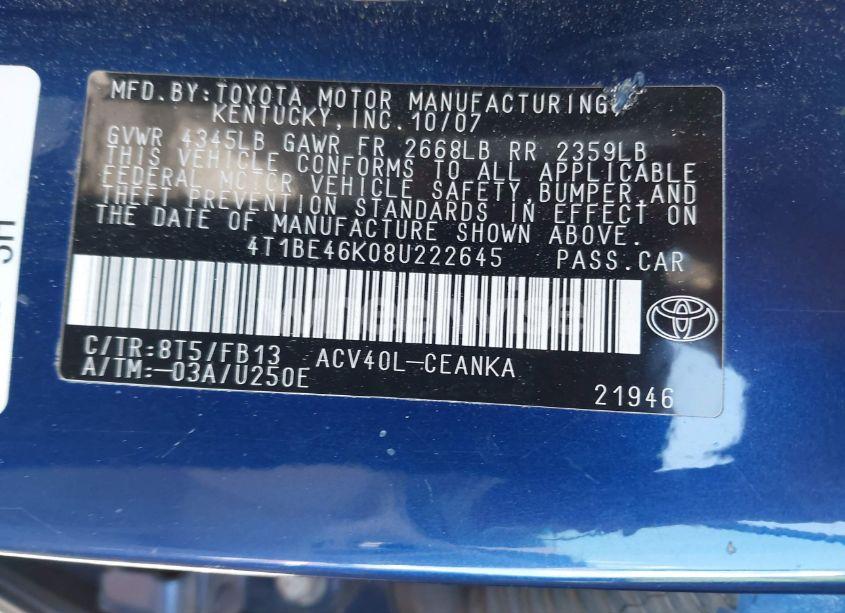 MFD.BY:TOYOTA MOTOR MANUFACTURING,
KENTUCKY,INC.10/07
GVWR 4345LB GAWR FR 2668LB RR 2359LB
THIS VEHICLE CONFORMS TO ALL APPLICABLE
FEDERAL MOTOR VEHICLE SAFETY,BUMPER,AND
THEFT PREVENTION STANDARDS IN EFFECT ON
THE DATE OF MANUFACTURE SHOWN ABOVE.
4T1BE46K08U222645 PASS.CAR
C/TR:8T5/FB13 ACV40L-CEANKA
A/TM:-03A/U250E
21946